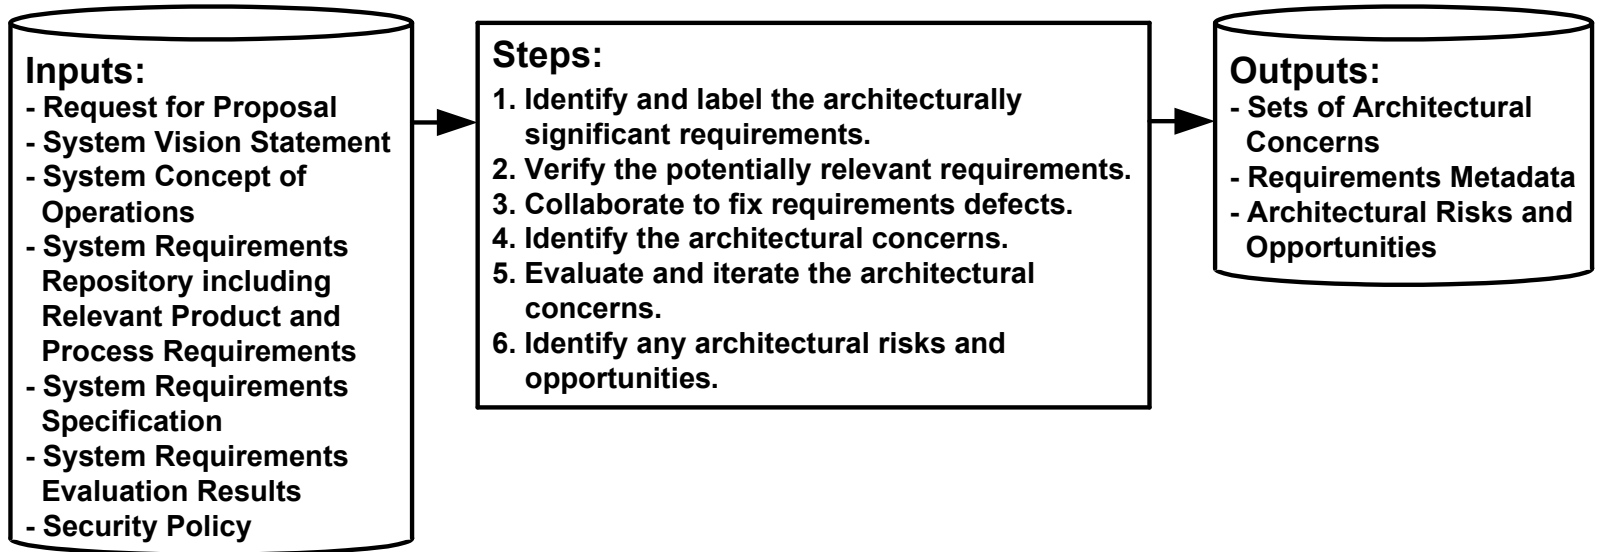 Inputs:
- Request for Proposal
- System Vision Statement
- System Concept of
Operations
- System Requirements
Repository including
Relevant Product and
Process Requirements
- System Requirements
Specification
- System Requirements
Evaluation Results
- Security Policy
Steps:
1. Identify and label the architecturally
significant requirements.
2. Verify the potentially relevant requirements.
3. Collaborate to fix requirements defects.
4. Identify the architectural concerns.
5. Evaluate and iterate the architectural
concerns.
6. Identify any architectural risks and
opportunities.
Outputs:
- Sets of Architectural
Concerns
- Requirements Metadata
- Architectural Risks and
Opportunities